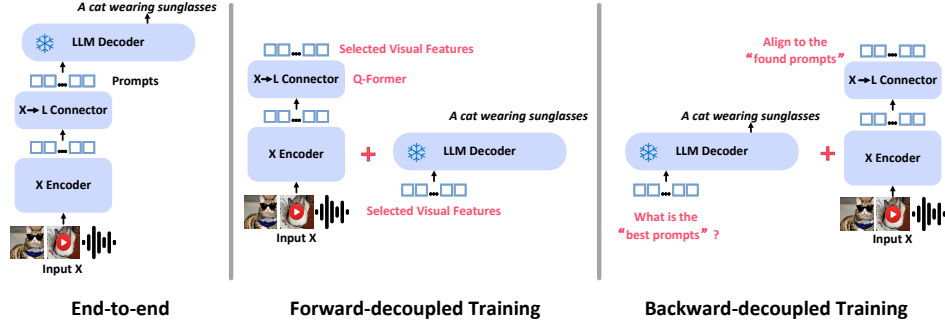 A cat wearing sunglasses
LLM Decoder
Prompts
X→L Connector
X Encoder
Input X
End-to-end
Selected Visual Features
X→L Connector
Q-Former
X Encoder
Input X
+
A cat wearing sunglasses
LLM Decoder
Selected Visual Features
Forward-decoupled Training
A cat wearing sunglasses
LLM Decoder
What is the
“best prompts” ?
+
Align to the
“found prompts”
X→L Connector
X Encoder
Input X
Backward-decoupled Training